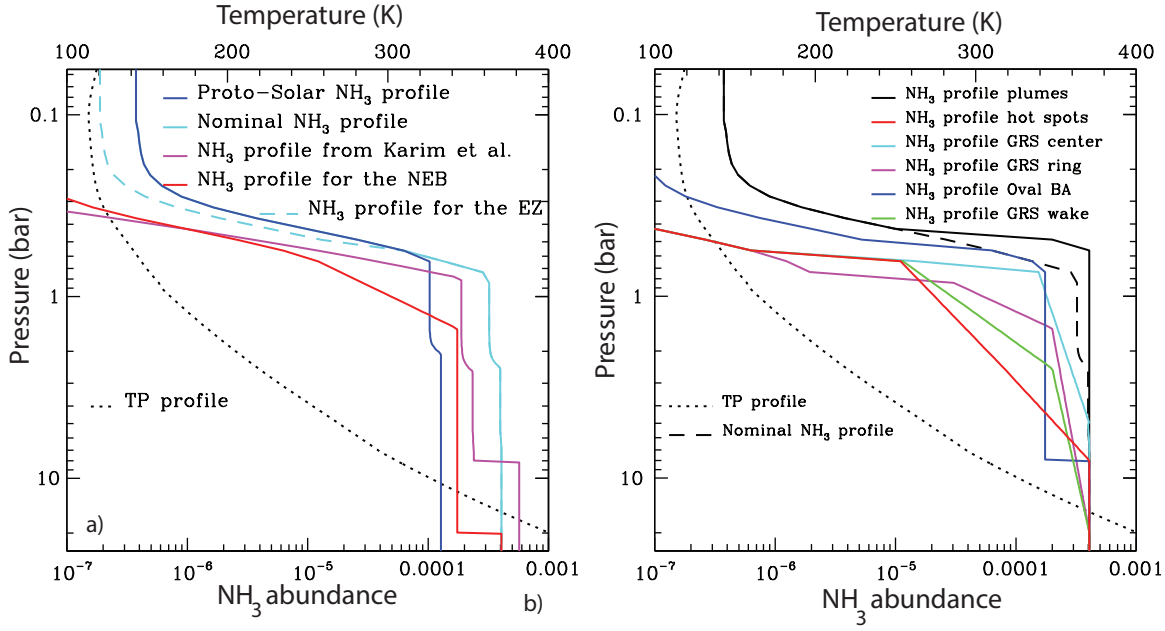 Temperature (K)
100 200 300 400
Proto-Solar NH₃ profile
Nominal NH₃ profile
NH₃ profile from Karim et al.
NH₃ profile for the NEB
NH₃ profile for the EZ
TP profile
a)
Pressure (bar)
0.1
1
10
10⁻⁷ 10⁻⁶ 10⁻⁵ 0.0001 0.001
NH₃ abundance
b)
Temperature (K)
100 200 300 400
NH₃ profile plumes
NH₃ profile hot spots
NH₃ profile GRS center
NH₃ profile GRS ring
NH₃ profile Oval BA
NH₃ profile GRS wake
TP profile
Nominal NH₃ profile
Pressure (bar)
0.1
1
10
10⁻⁷ 10⁻⁶ 10⁻⁵ 0.0001 0.001
NH₃ abundance